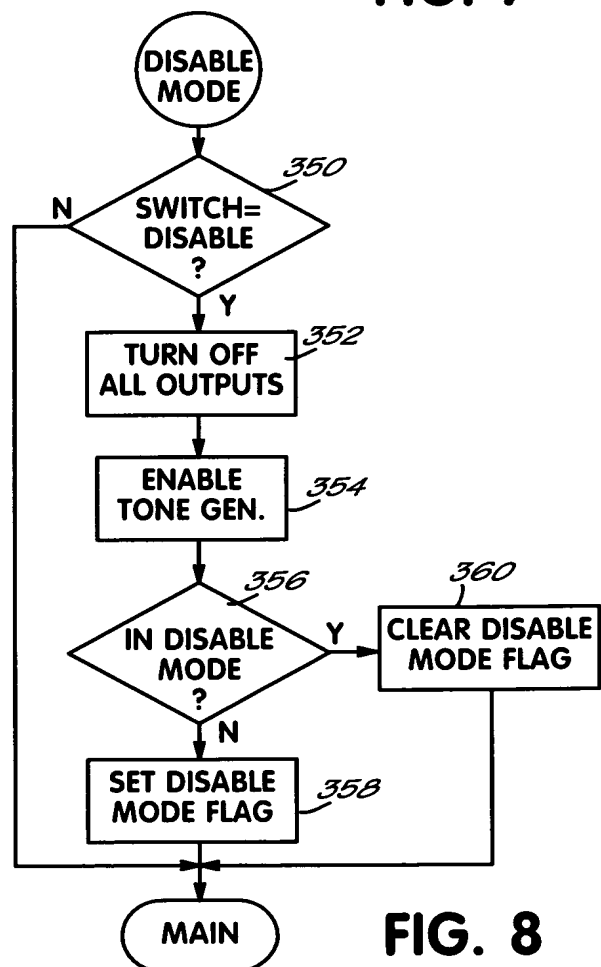 DISABLE
MODE
350
N
SWITCH=
DISABLE
?
Y
TURN OFF
ALL OUTPUTS
352
ENABLE
TONE GEN.
354
356
360
IN DISABLE
MODE
?
Y
CLEAR DISABLE
MODE FLAG
N
SET DISABLE
MODE FLAG
358
MAIN
FIG. 8